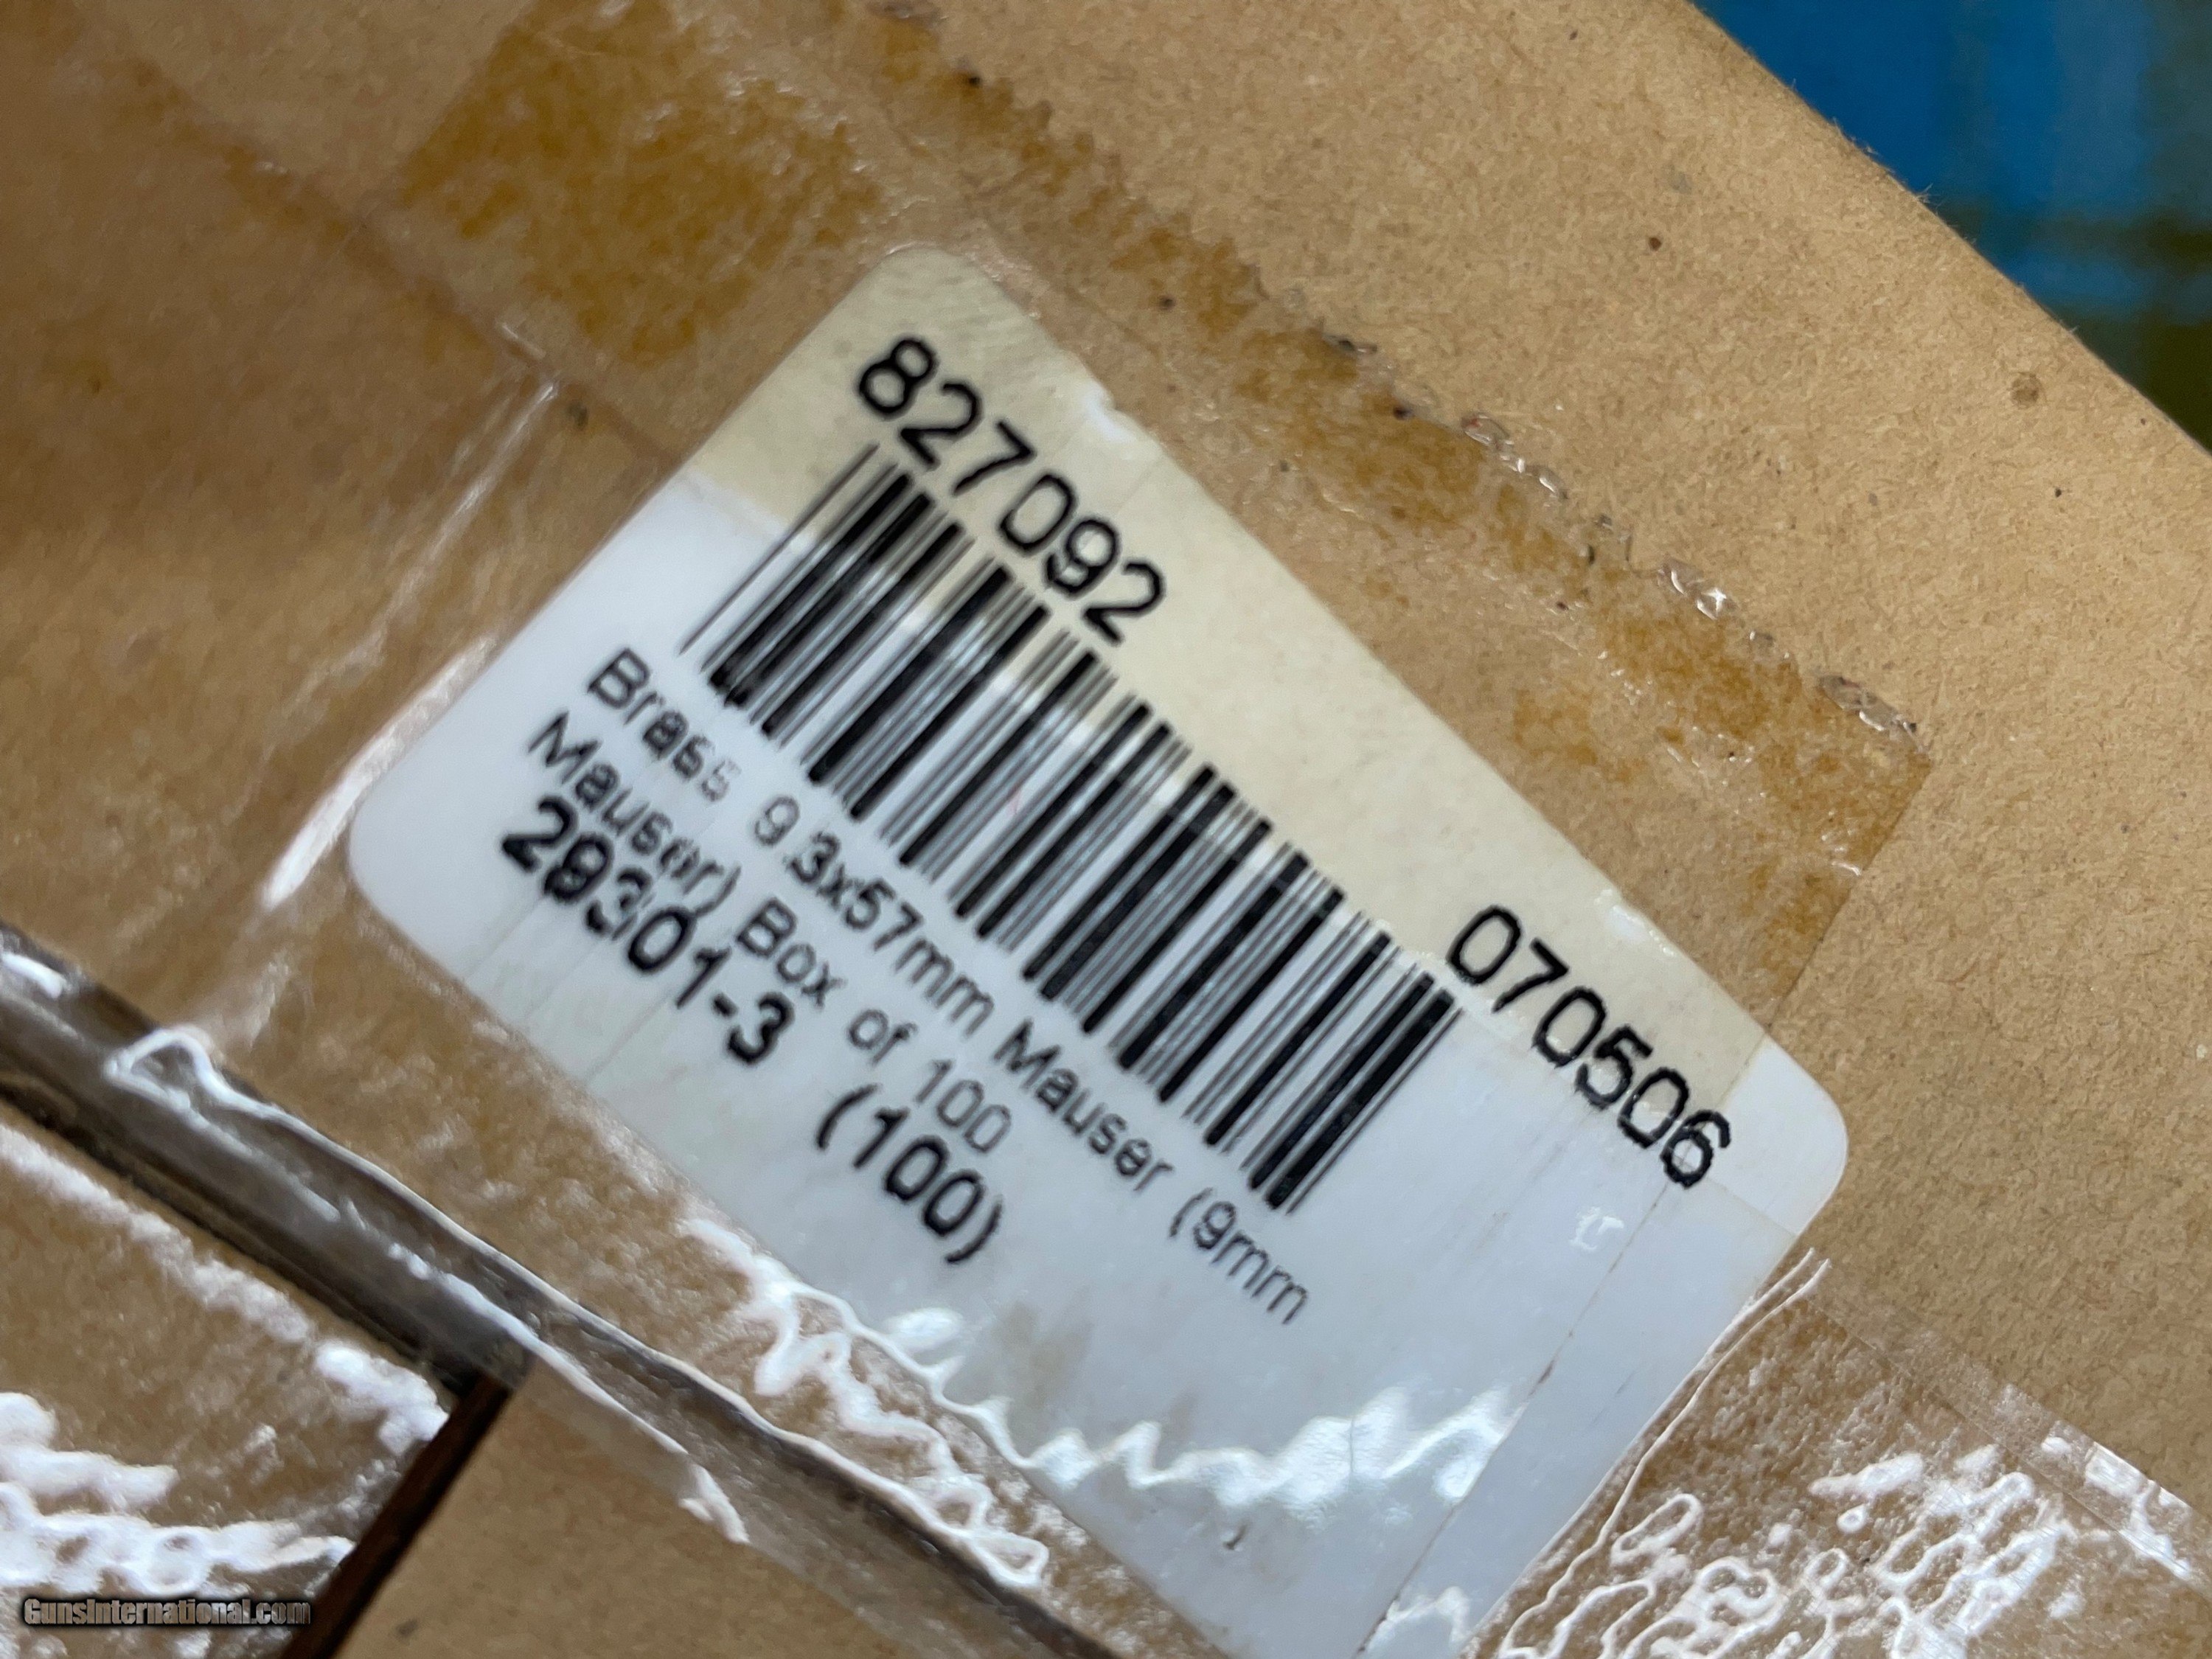 827092 070506
Brass 9.3x57mm Mauser (9mm
Mauser) Box of 100
29301-3 (100)
GunsInternational.com